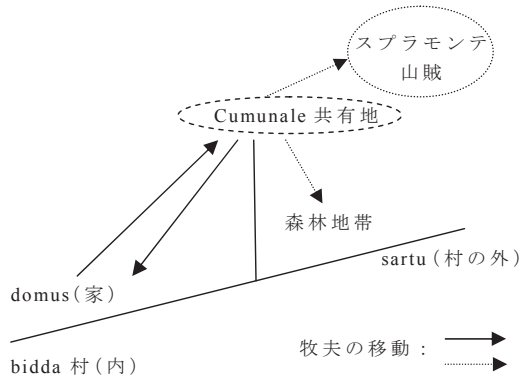 スプラモンテ
山賊
Cumunale 共有地
森林地帯
sartu（村の外）
domus（家）
牧夫の移動：
bidda 村（内）